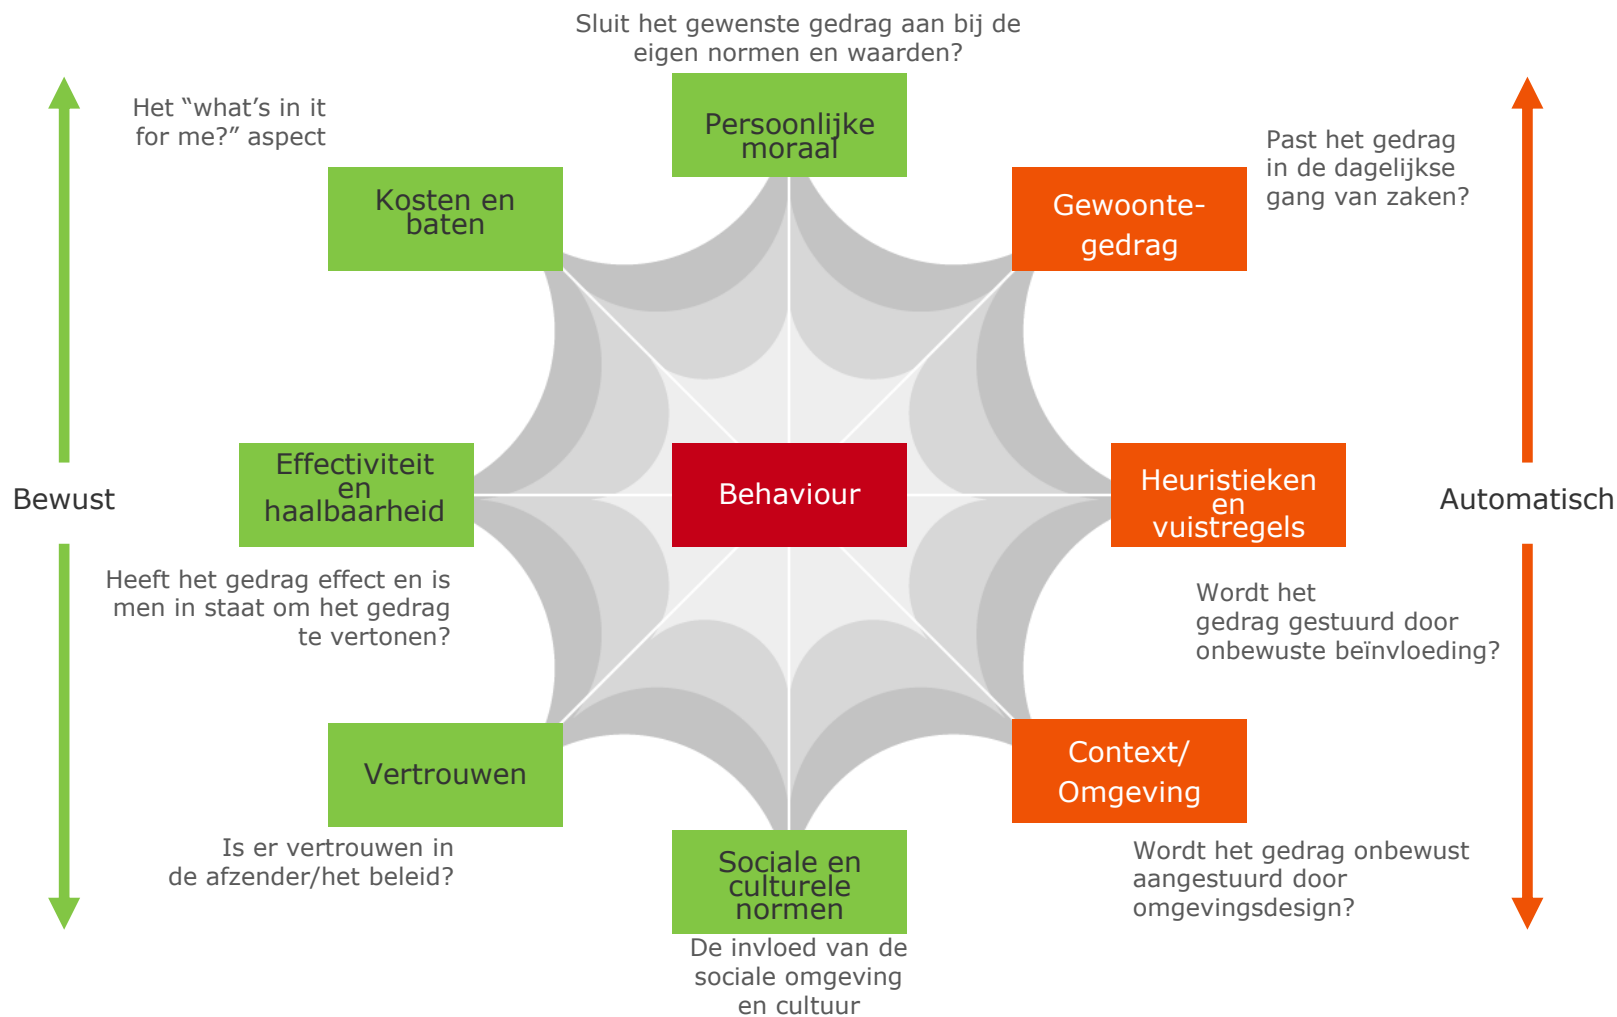 Sluit het gewenste gedrag aan bij de
eigen normen en waarden?
Persoonlijke
moraal
Het “what’s in it
for me?” aspect
Kosten en
baten
Gewoonte-
gedrag
Past het gedrag
in de dagelijkse
gang van zaken?
Bewust
Effectiviteit
en
haalbaarheid
Heeft het gedrag effect en is
men in staat om het gedrag
te vertonen?
Behaviour
Heuristieken
en
vuistregels
Wordt het
gedrag gestuurd door
onbewuste beïnvloeding?
Automatisch
Vertrouwen
Is er vertrouwen in
de afzender/het beleid?
Sociale en
culturele
normen
De invloed van de
sociale omgeving
en cultuur
Context/
Omgeving
Wordt het gedrag onbewust
aangestuurd door
omgevingsdesign?